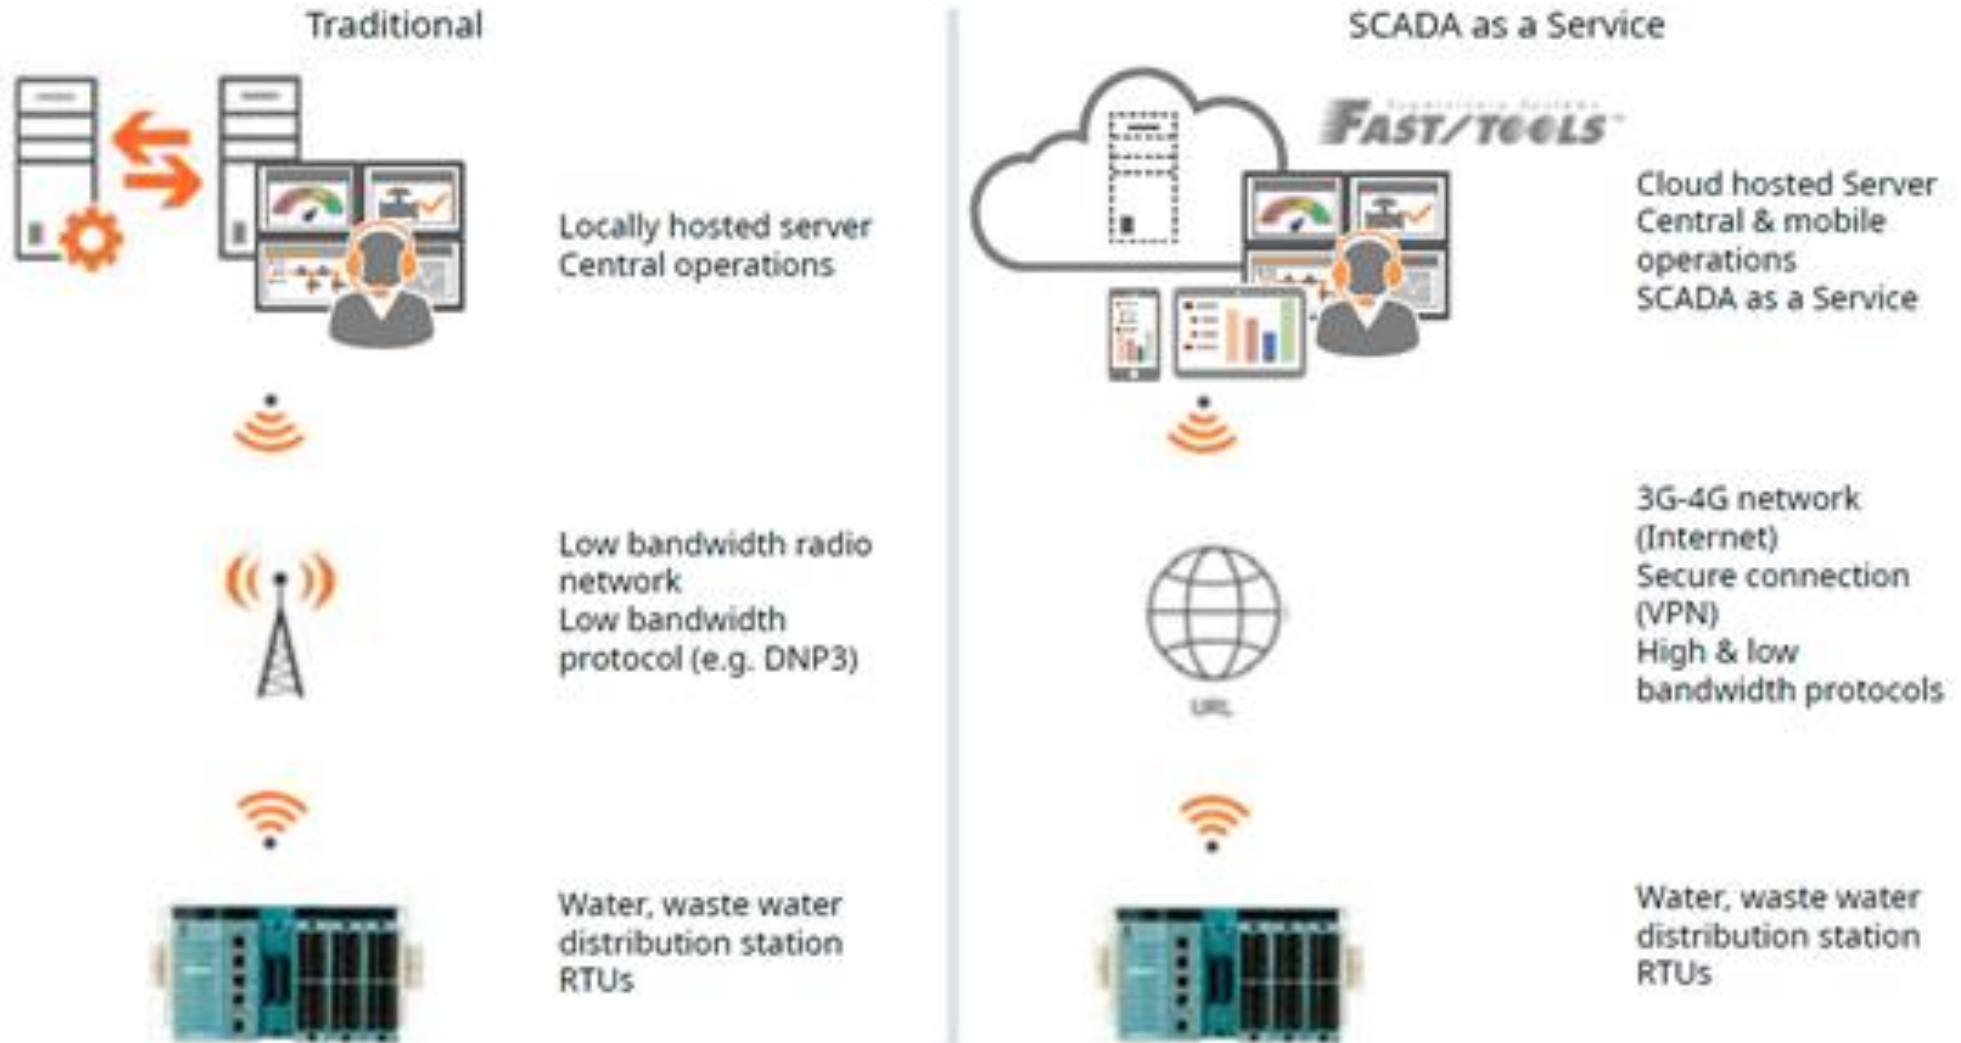 Traditional
Locally hosted server
Central operations
Low bandwidth radio
network
Low bandwidth
protocol (e.g. DNP3)
Water, waste water
distribution station
RTUs
SCADA as a Service
FAST/TOOLS
Cloud hosted Server
Central & mobile
operations
SCADA as a Service
3G-4G network
(Internet)
Secure connection
(VPN)
High & low
bandwidth protocols
URL
Water, waste water
distribution station
RTUs